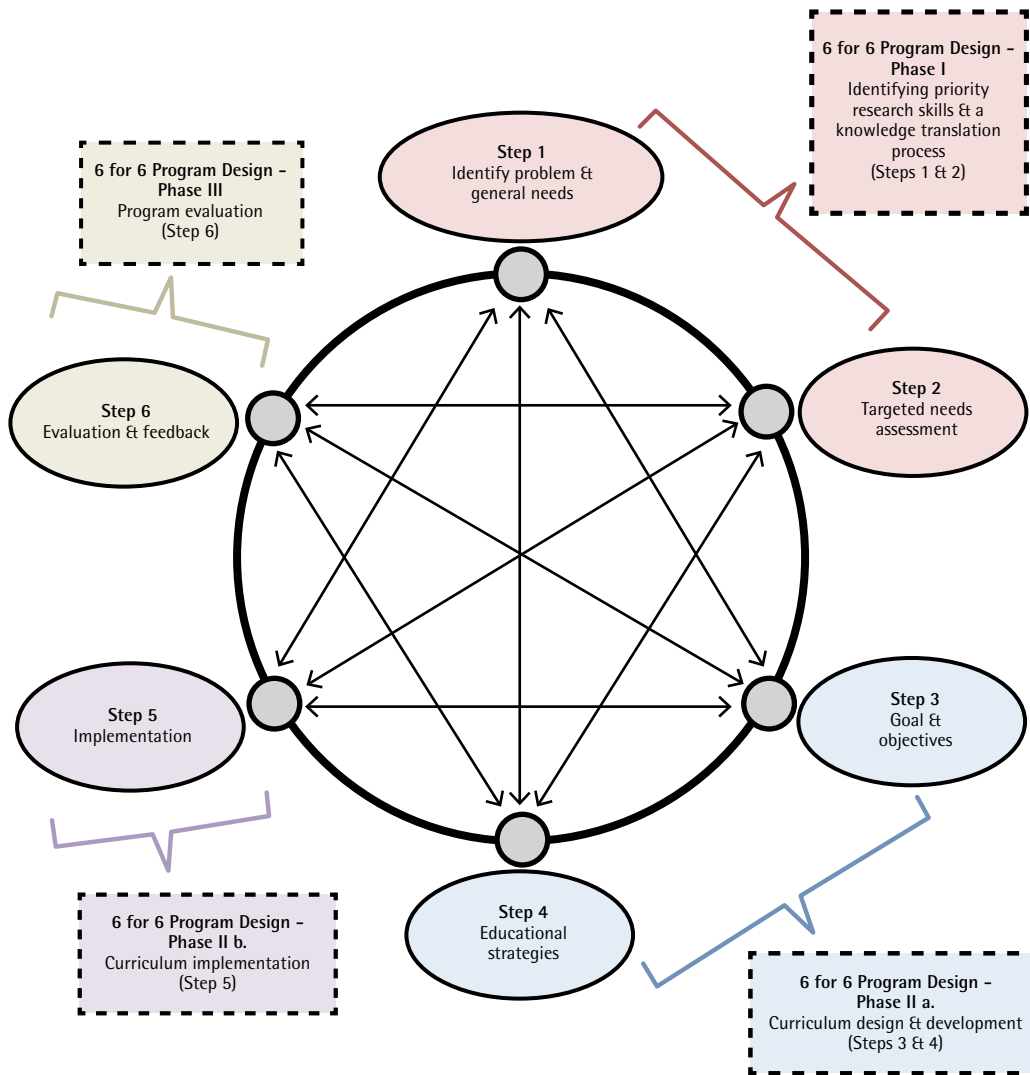 6 for 6 Program Design -
Phase I
Identifying priority
research skills & a
knowledge translation
process
(Steps 1 & 2)
Step 1
Identify problem &
general needs
6 for 6 Program Design -
Phase III
Program evaluation
(Step 6)
Step 2
Targeted needs
assessment
Step 6
Evaluation & feedback
Step 3
Goal &
objectives
Step 5
Implementation
Step 4
Educational
strategies
6 for 6 Program Design -
Phase II b.
Curriculum implementation
(Step 5)
6 for 6 Program Design -
Phase II a.
Curriculum design & development
(Steps 3 & 4)